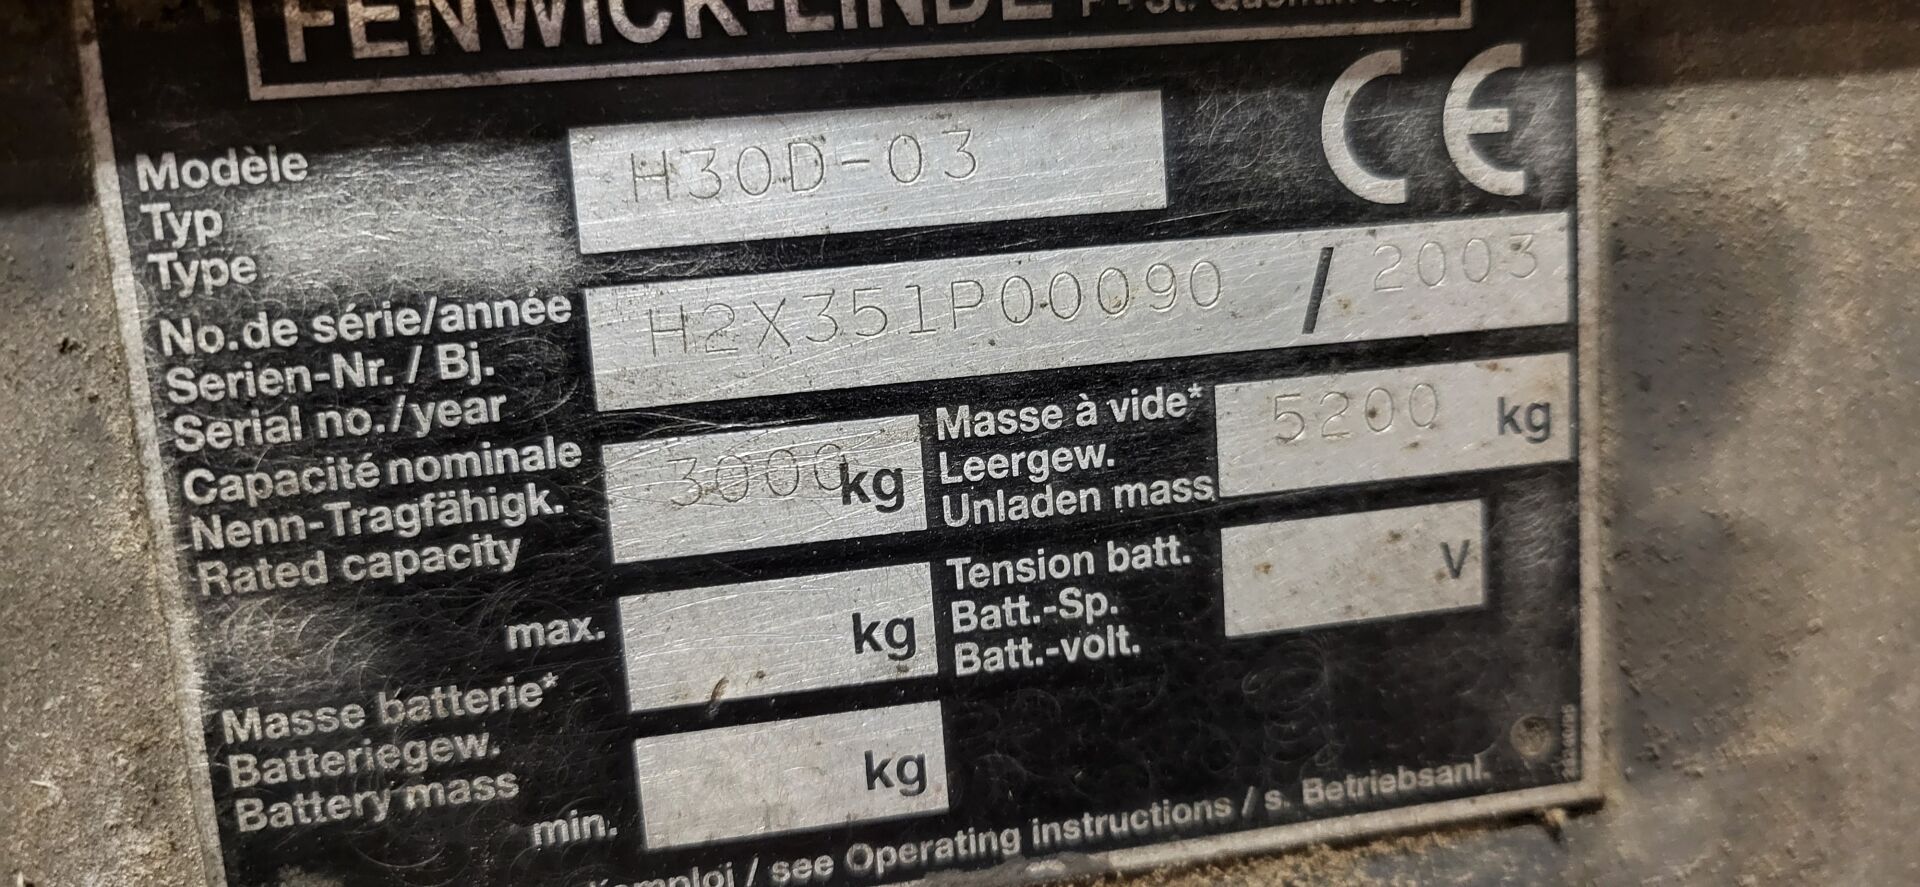 FENWICK-LINDE F - St. Quentin
CE
Modèle
Typ
Type
H30D-03
No.de série/année
Serien-Nr. / Bj.
Serial no./year
H2X351P00090 / 2003
Capacité nominale
Nenn-Tragfähigk.
Rated capacity
3000 kg
Masse à vide*
Leergew.
Unladen mass
5200 kg
max. kg
Tension batt.
Batt.-Sp.
Batt.-volt.
V
Masse batterie*
Batteriegew.
Battery mass
min. kg
/ see Operating instructions / s. Betriebsanl.